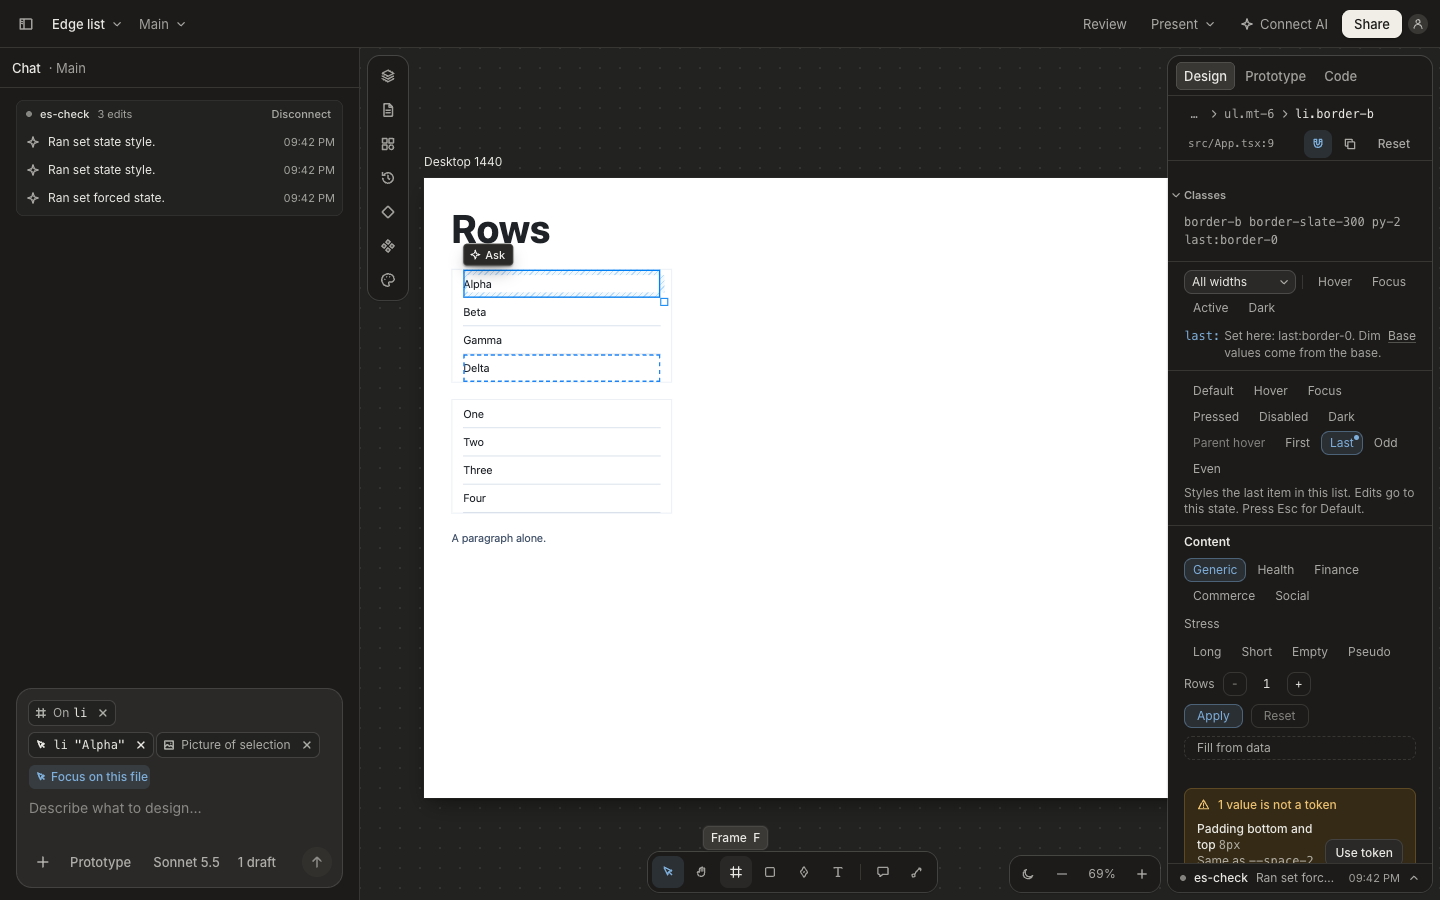 Edge list
Main
Review
Present
Connect AI
Share
Chat · Main
es-check 3 edits Disconnect
Ran set state style. 09:42 PM
Ran set state style. 09:42 PM
Ran set forced state. 09:42 PM
On li
li "Alpha"
Picture of selection
Focus on this file
Describe what to design...
Prototype
Sonnet 5.5
1 draft
Desktop 1440
Rows
Ask
Alpha
Beta
Gamma
Delta
One
Two
Three
Four
A paragraph alone.
Frame F
T
69%
Design
Prototype
Code
… > ul.mt-6 > li.border-b
src/App.tsx:9
Reset
Classes
border-b border-slate-300 py-2
last:border-0
All widths
Hover
Focus
Active
Dark
last: Set here: last:border-0. Dim Base
values come from the base.
Default Hover Focus
Pressed Disabled Dark
Parent hover First Last Odd
Even
Styles the last item in this list. Edits go to
this state. Press Esc for Default.
Content
Generic Health Finance
Commerce Social
Stress
Long Short Empty Pseudo
Rows - 1 +
Apply Reset
Fill from data
1 value is not a token
Padding bottom and
top 8px
Same as --space-2
Use token
es-check Ran set forc... 09:42 PM